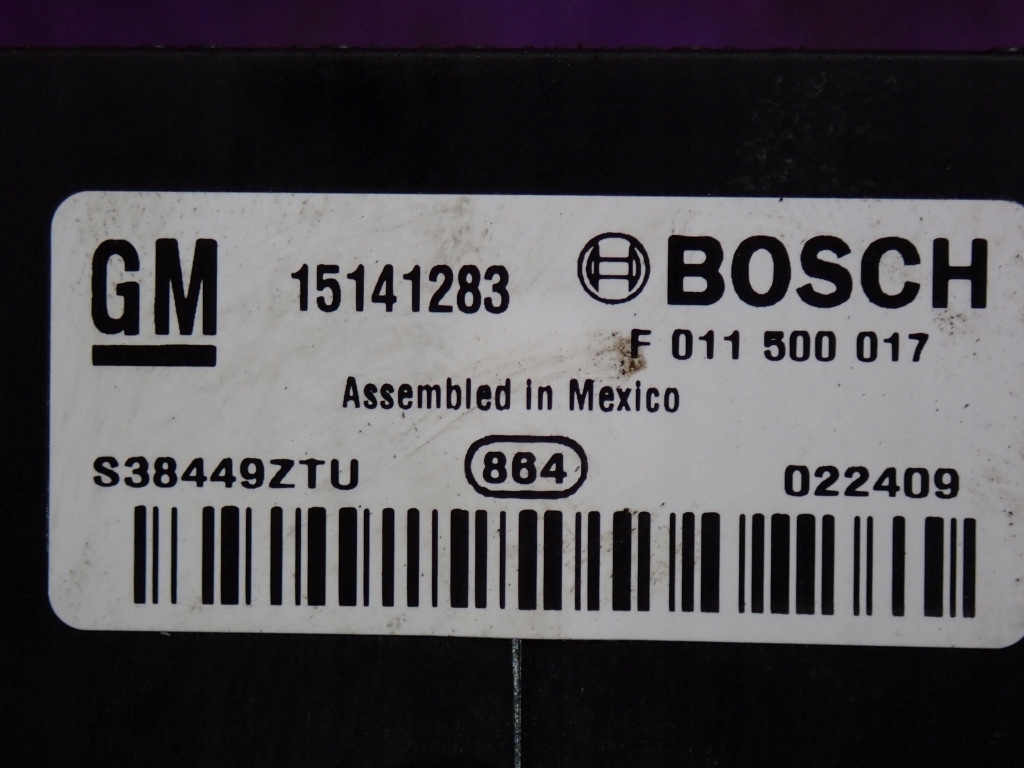 GM 15141283 BOSCH
F 011 500 017
Assembled in Mexico
S38449ZTU 864 022409